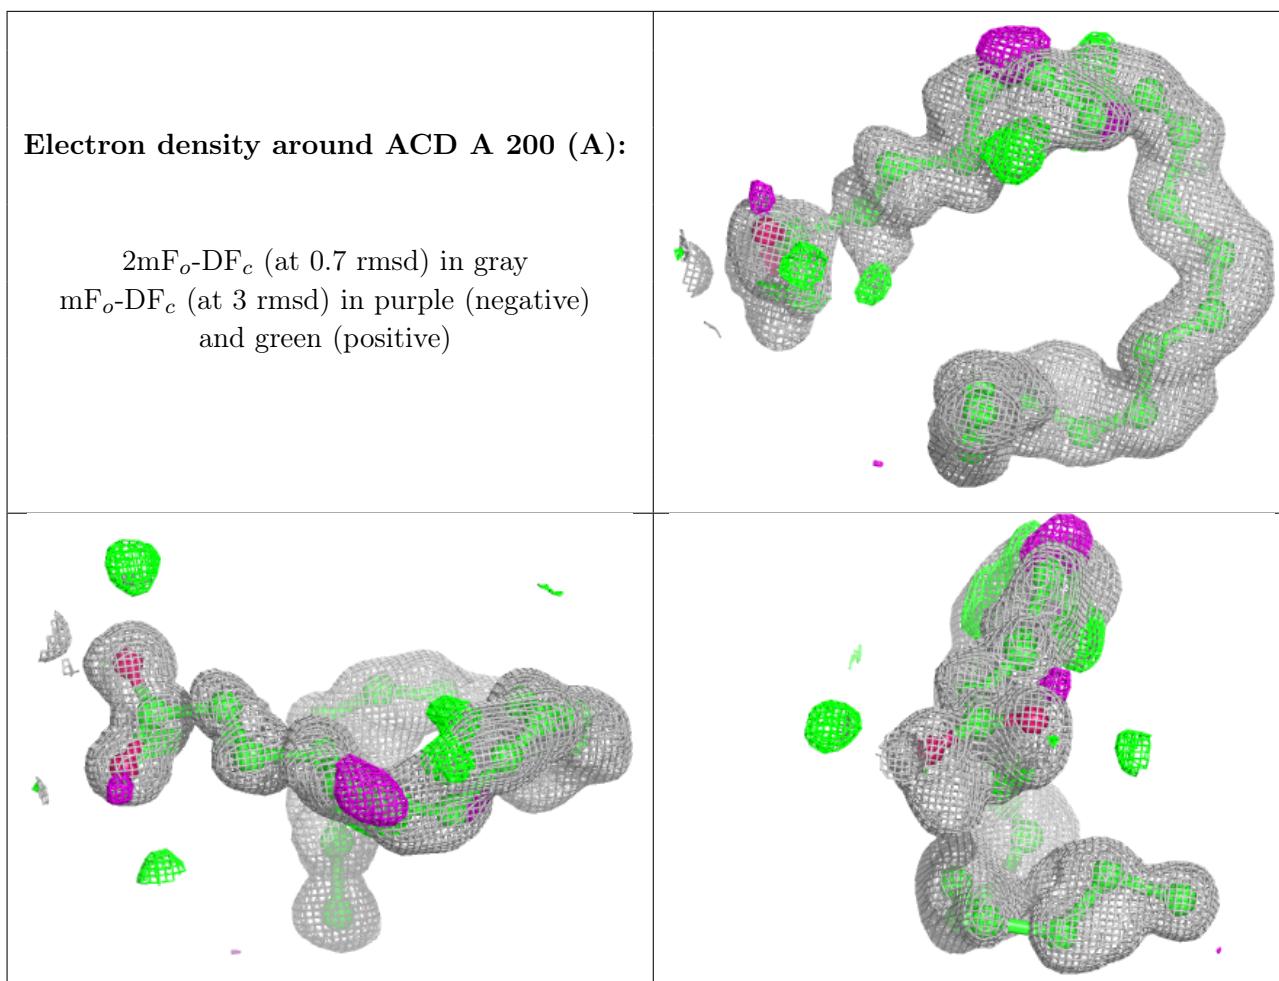 Electron density around ACD A 200 (A):
2mFo-DFc (at 0.7 rmsd) in gray
mFo-DFc (at 3 rmsd) in purple (negative)
and green (positive)